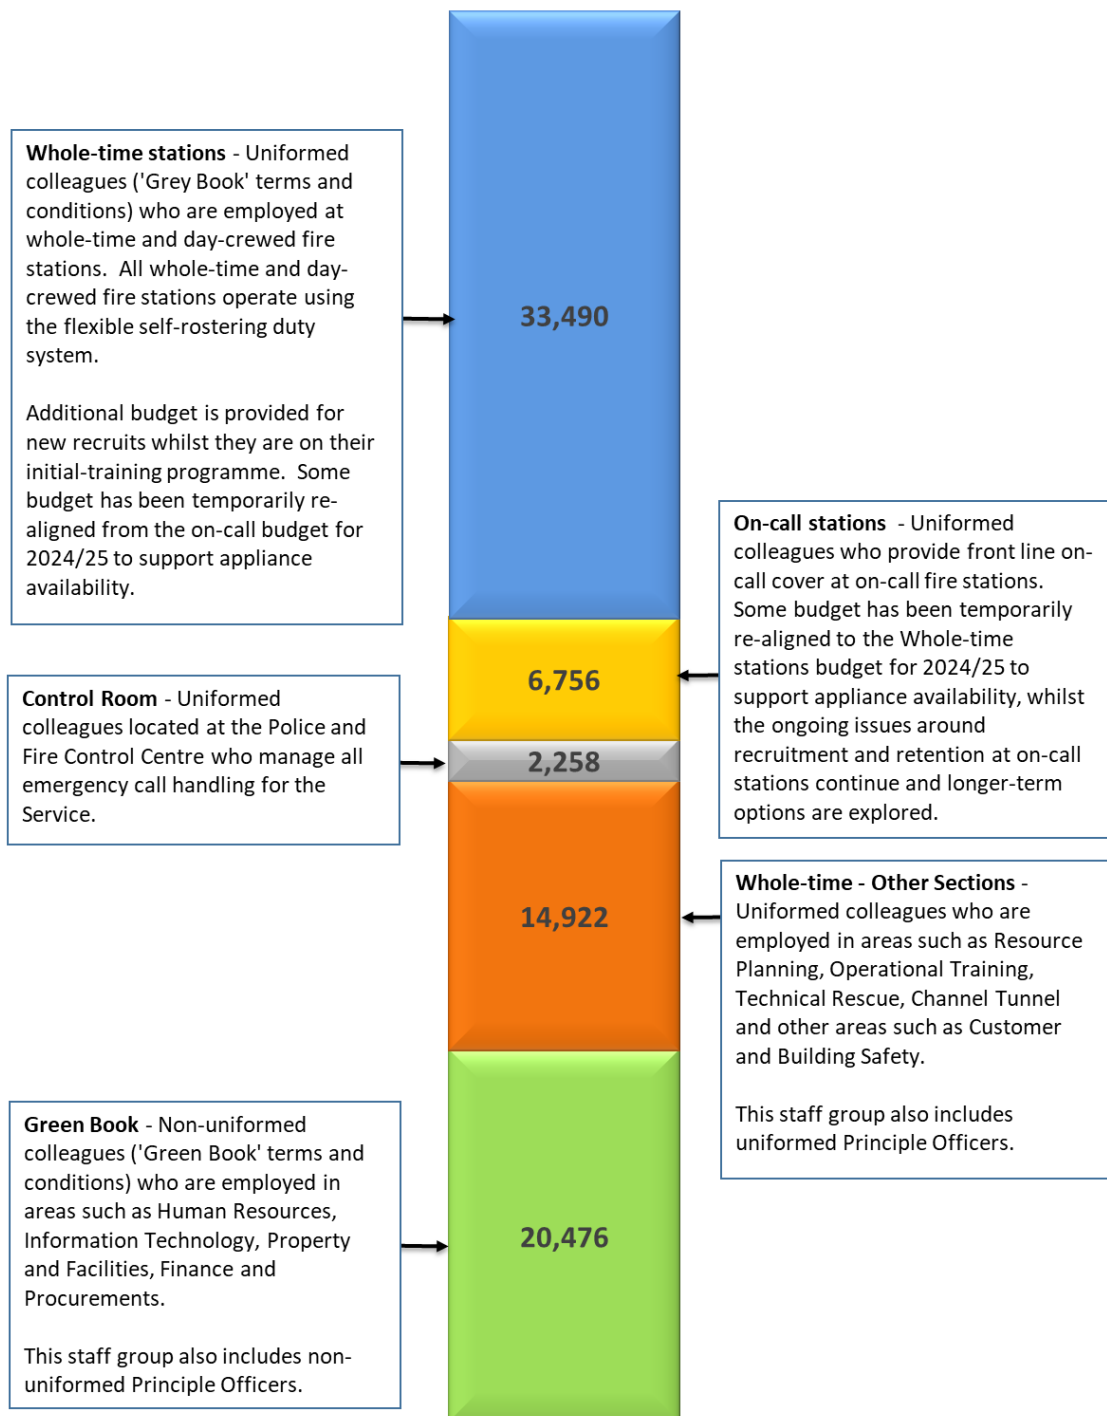 Whole-time stations - Uniformed
colleagues ('Grey Book' terms and
conditions) who are employed at
whole-time and day-crewed fire
stations.  All whole-time and day-
crewed fire stations operate using
the flexible self-rostering duty
system.
Additional budget is provided for
new recruits whilst they are on their
initial-training programme.  Some
budget has been temporarily re-
aligned from the on-call budget for
2024/25 to support appliance
availability.
33,490
On-call stations  - Uniformed
colleagues who provide front line on-
call cover at on-call fire stations.
Some budget has been temporarily
re-aligned to the Whole-time
stations budget for 2024/25 to
support appliance availability, whilst
the ongoing issues around
recruitment and retention at on-call
stations continue and longer-term
options are explored.
6,756
Control Room - Uniformed
colleagues located at the Police and
Fire Control Centre who manage all
emergency call handling for the
Service.
2,258
Whole-time - Other Sections -
Uniformed colleagues who are
employed in areas such as Resource
Planning, Operational Training,
Technical Rescue, Channel Tunnel
and other areas such as Customer
and Building Safety.
This staff group also includes
uniformed Principle Officers.
14,922
Green Book - Non-uniformed
colleagues ('Green Book' terms and
conditions) who are employed in
areas such as Human Resources,
Information Technology, Property
and Facilities, Finance and
Procurements.
This staff group also includes non-
uniformed Principle Officers.
20,476